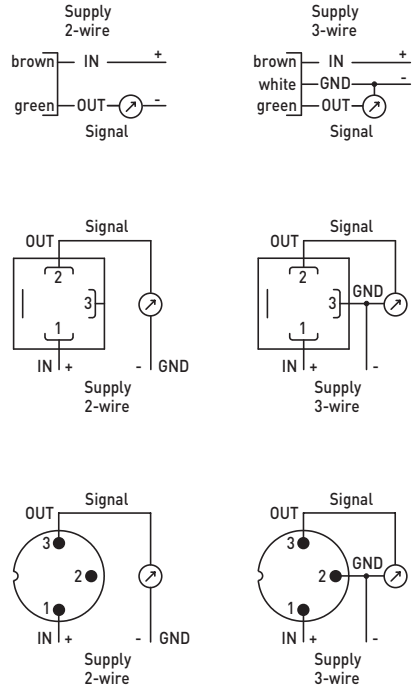 Supply
2-wire
brown IN +
green OUT -
Signal
Supply
3-wire
brown IN +
white GND -
green OUT
Signal
OUT Signal
2
3
1
IN + - GND
Supply
2-wire
OUT Signal
2
3 GND
1
IN + -
Supply
3-wire
OUT Signal
3
2
1
IN + - GND
Supply
2-wire
OUT Signal
3
2 GND
1
IN + -
Supply
3-wire